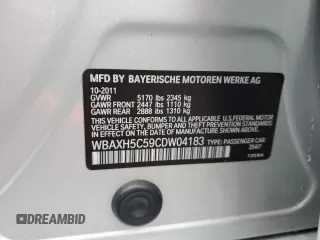 MFD BY BAYERISCHE MOTOREN WERKE AG
10-2011
GVWR 5170 lbs 2345 kg
GAWR FRONT 2447 lbs 1110 kg
GAWR REAR 2888 lbs 1310 kg
THIS VEHICLE CONFORMS TO ALL APPLICABLE U.S. FEDERAL MOTOR
VEHICLE SAFETY, BUMPER, AND THEFT PREVENTION STANDARDS IN
EFFECT ON THE DATE OF MANUFACTURE SHOWN ABOVE.
WBAXH5C59CDW04183 TYPE: PASSENGER CAR
DREAMBID